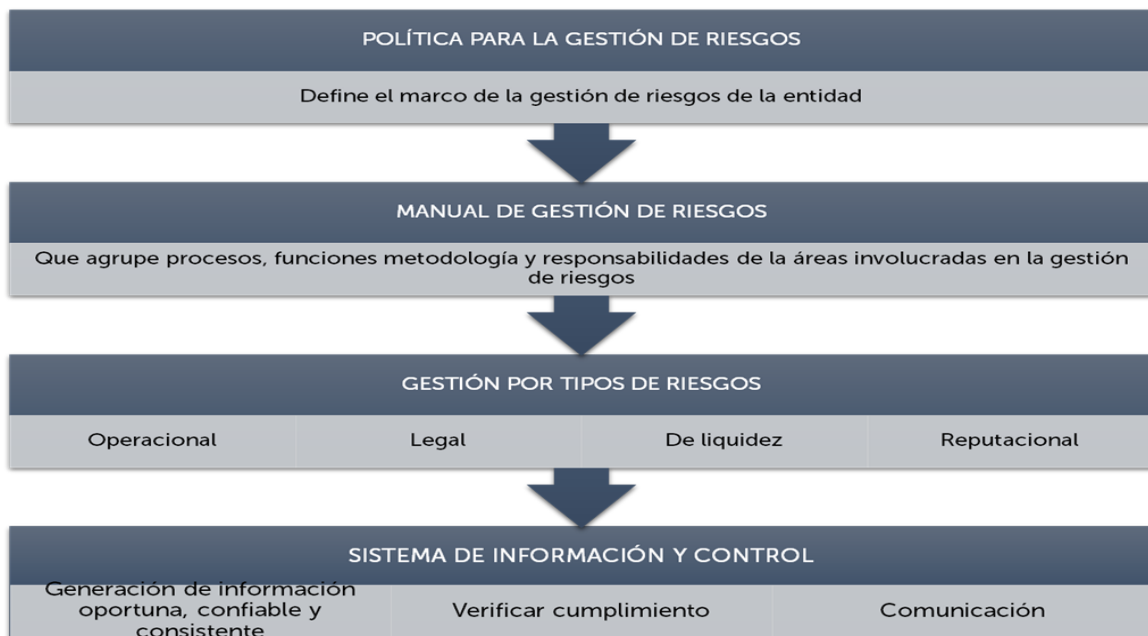 POLÍTICA PARA LA GESTIÓN DE RIESGOS
Define el marco de la gestión de riesgos de la entidad
MANUAL DE GESTIÓN DE RIESGOS
Que agrupe procesos, funciones metodología y responsabilidades de la áreas involucradas en la gestión
de riesgos
GESTIÓN POR TIPOS DE RIESGOS
Operacional
Legal
De liquidez
Reputacional
SISTEMA DE INFORMACIÓN Y CONTROL
Generación de información
oportuna, confiable y
consistente
Verificar cumplimiento
Comunicación